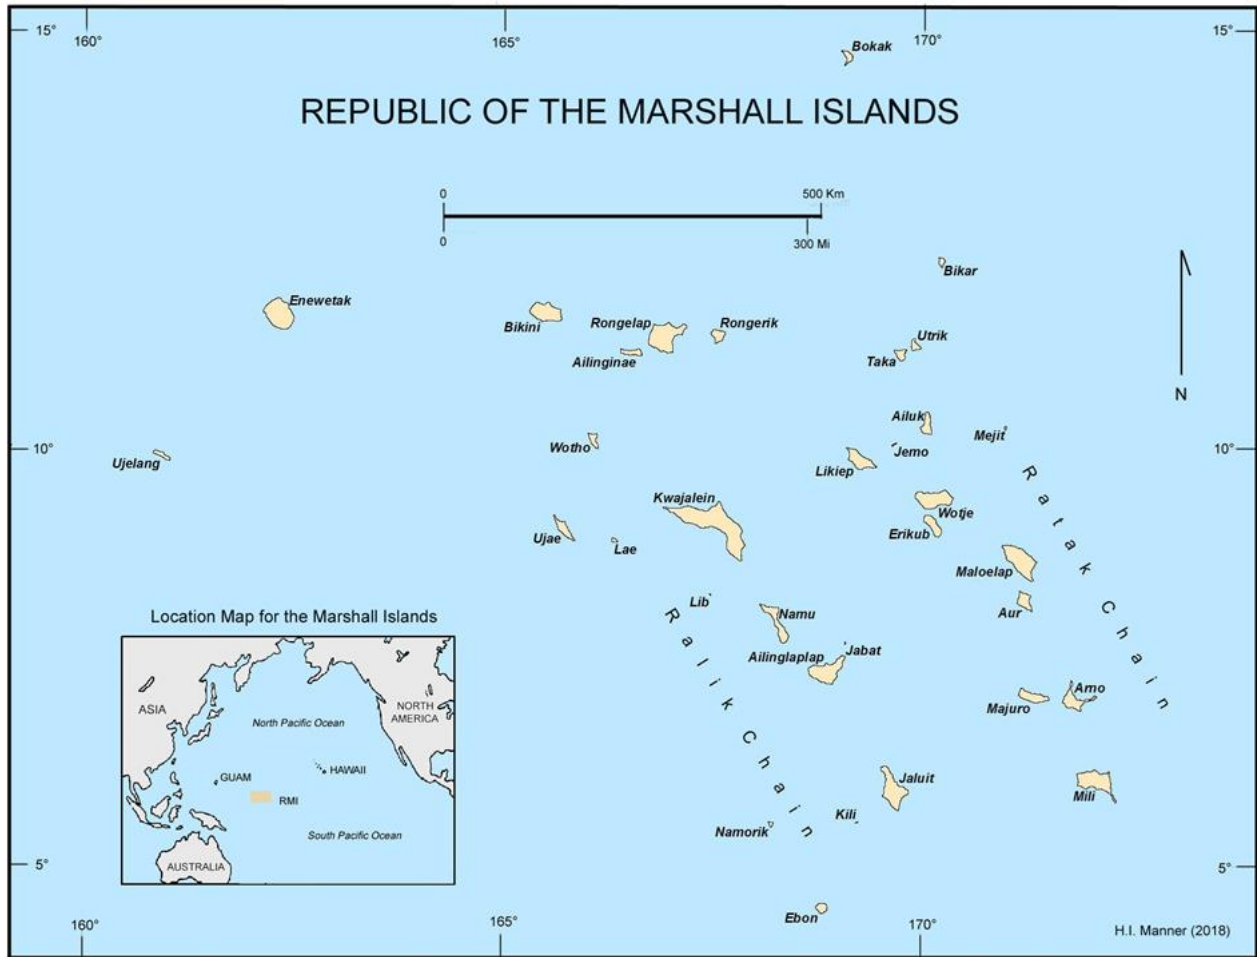 160°
165°
170°
15°
15°
Bokak
REPUBLIC OF THE MARSHALL ISLANDS
0
500 Km
0
300 Mi
Bikar
Enewetak
Bikini
Rongelap
Rongerik
Ailinginae
Utrik
Taka
N
Ailuk
Mejit
Wotho
Jemo
10°
10°
Ujelang
Likiep
Kwajalein
Wotje
Erikub
Ujae
Lae
Maloelap
Lib
Aur
Namu
Jabat
Ailinglaplap
Ratak Chain
Ralik Chain
Arno
Majuro
Jaluit
Mili
Kili
Namorik
Location Map for the Marshall Islands
ASIA
NORTH
AMERICA
North Pacific Ocean
GUAM
HAWAII
RMI
South Pacific Ocean
AUSTRALIA
5°
5°
Ebon
160°
165°
170°
H.I. Manner (2018)